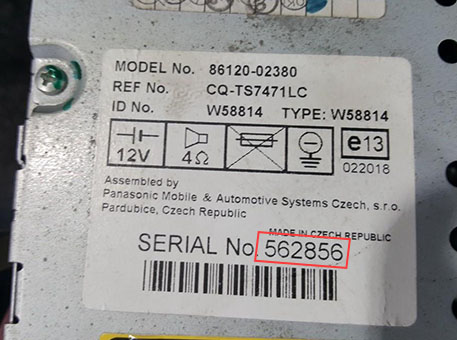 MODEL No. 86120-02380
REF No. CQ-TS7471LC
ID No. W58814 TYPE: W58814
12V 4Ω e13
022018
Assembled by
Panasonic Mobile & Automotive Systems Czech, s.r.o.
Pardubice, Czech Republic
MADE IN CZECH REPUBLIC
SERIAL No. 562856